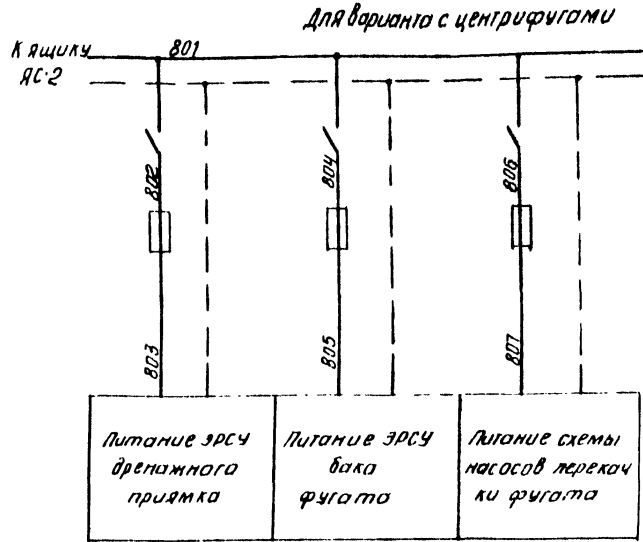 Для варианта с центрифугами
К ящику
ЯС-2
801
802
804
806
803
805
807
Питание ЭРСУ
дренажного
приямка
Питание ЭРСУ
бака
фугата
Питание схемы
насосов перекач
ки фугата